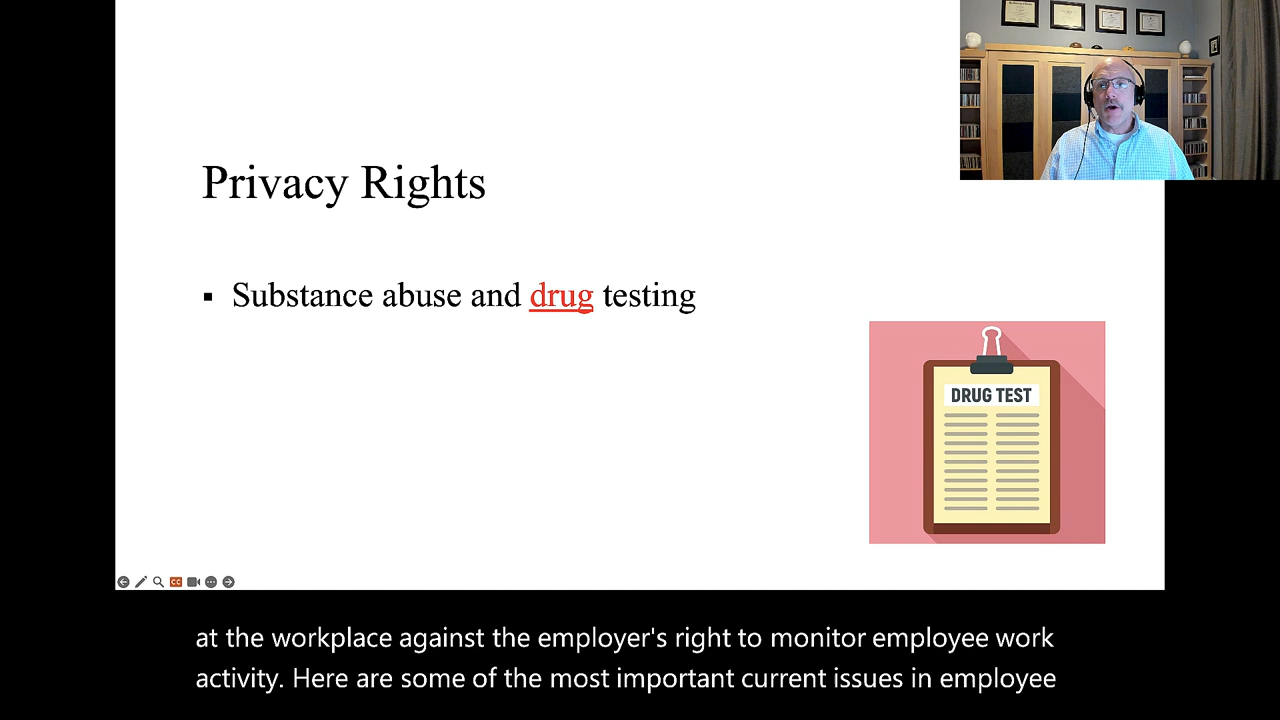 Privacy Rights
▪ Substance abuse and drug testing
DRUG TEST
at the workplace against the employer's right to monitor employee work
activity. Here are some of the most important current issues in employee